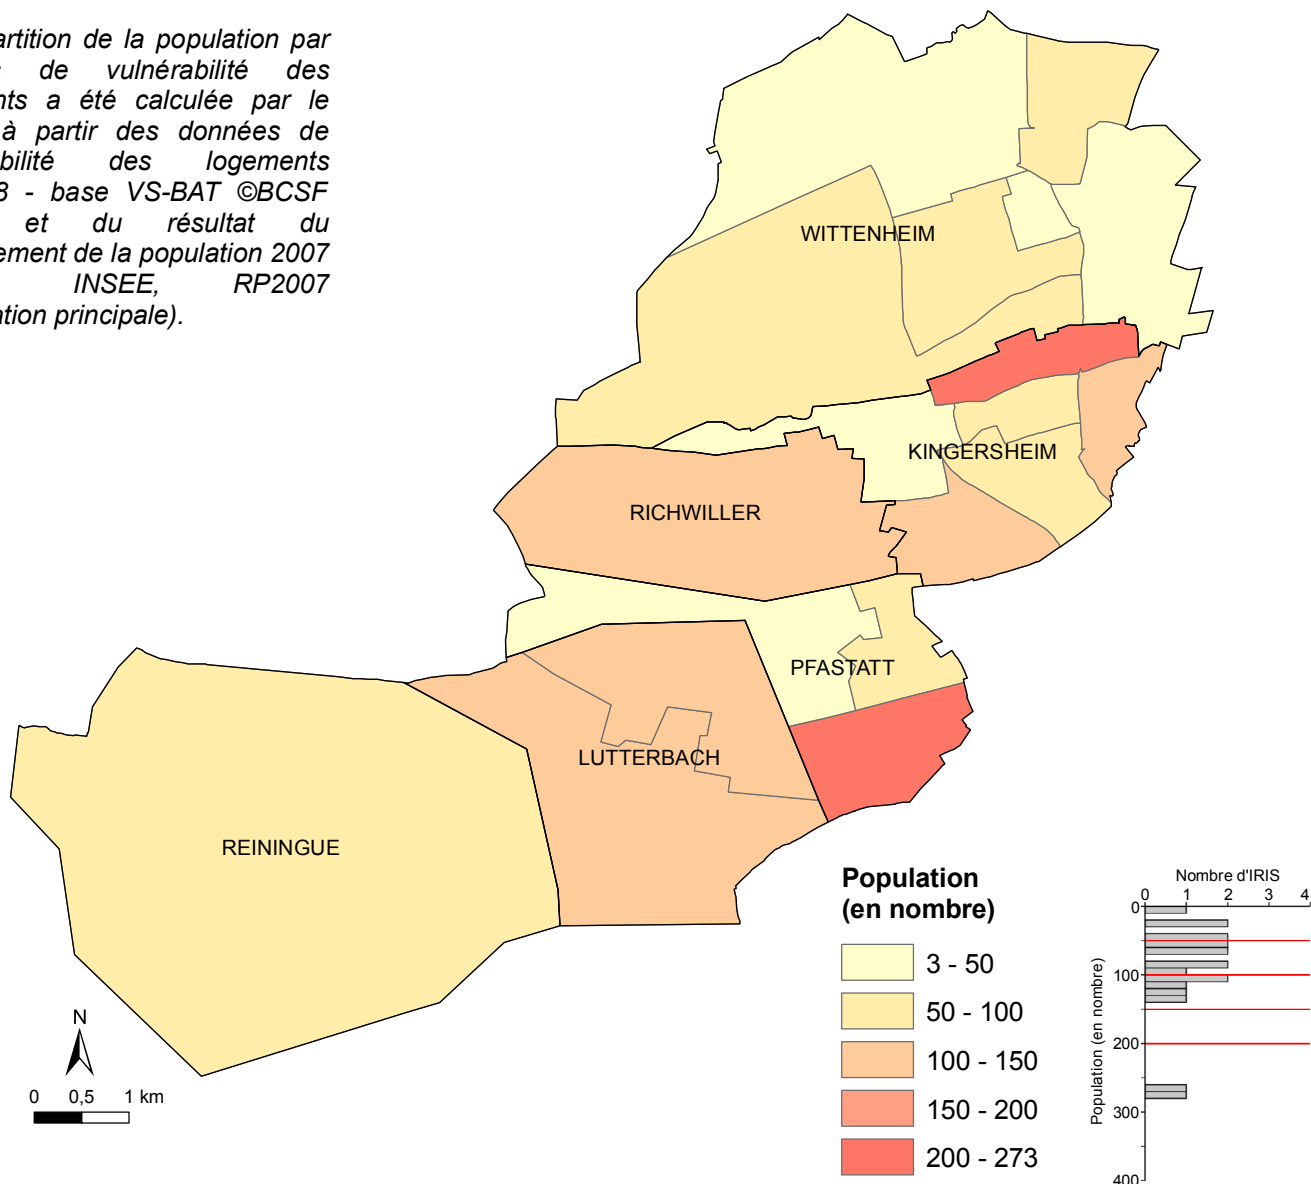 artition de la population par
de vulnérabilité des
nts a été calculée par le
à partir des données de
bilité des logements
8 - base VS-BAT ©BCSF
et du résultat du
ement de la population 2007
INSEE, RP2007
ation principale).
WITTENHEIM
KINGERSHEIM
RICHWILLER
PFASTATT
LUTTERBACH
REININGUE
N
0 0,5 1 km
Population
(en nombre)
3 - 50
50 - 100
100 - 150
150 - 200
200 - 273
Nombre d'IRIS
0 1 2 3 4
Population (en nombre)
0
100
200
300
400